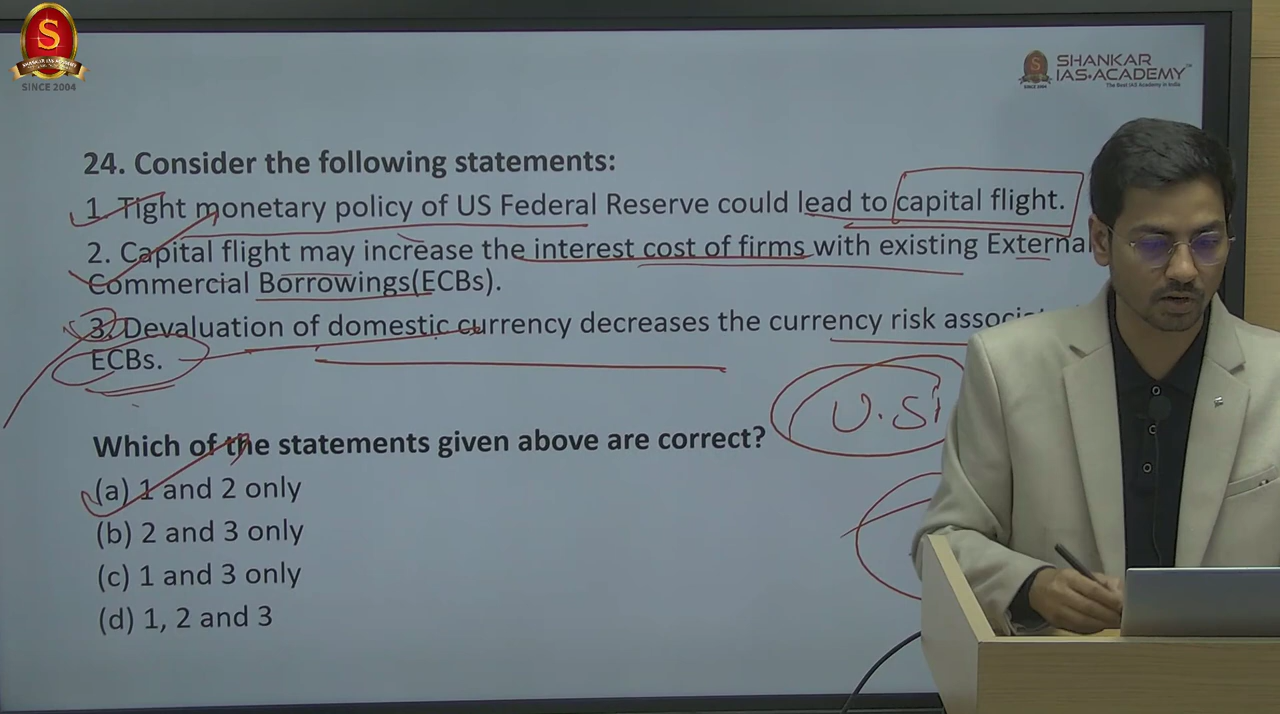 S
SINCE 2004
SHANKAR
IAS ACADEMY
The Best IAS Academy in India
24. Consider the following statements:
1. Tight monetary policy of US Federal Reserve could lead to capital flight.
2. Capital flight may increase the interest cost of firms with existing External
Commercial Borrowings(ECBs).
3. Devaluation of domestic currency decreases the currency risk
ECBs.
U.S
Which of the statements given above are correct?
(a) 1 and 2 only
(b) 2 and 3 only
(c) 1 and 3 only
(d) 1, 2 and 3